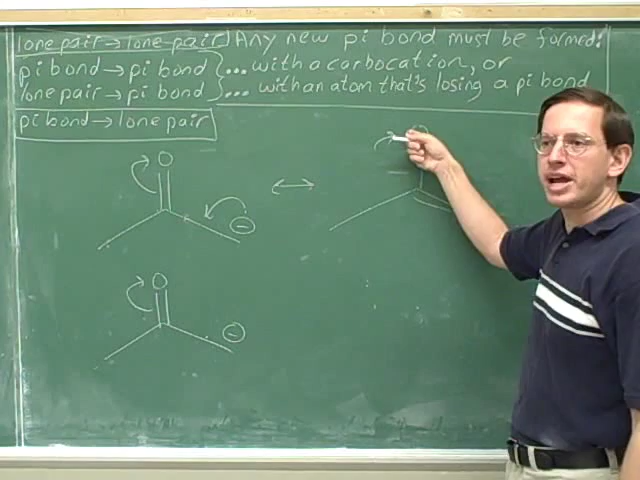 lone pair → lone pair Any new pi bond must be formed:
pi bond → pi bond ... with a carbocation, or
lone pair → pi bond ... with an atom that's losing a pi bond
pi bond → lone pair
O
O
O